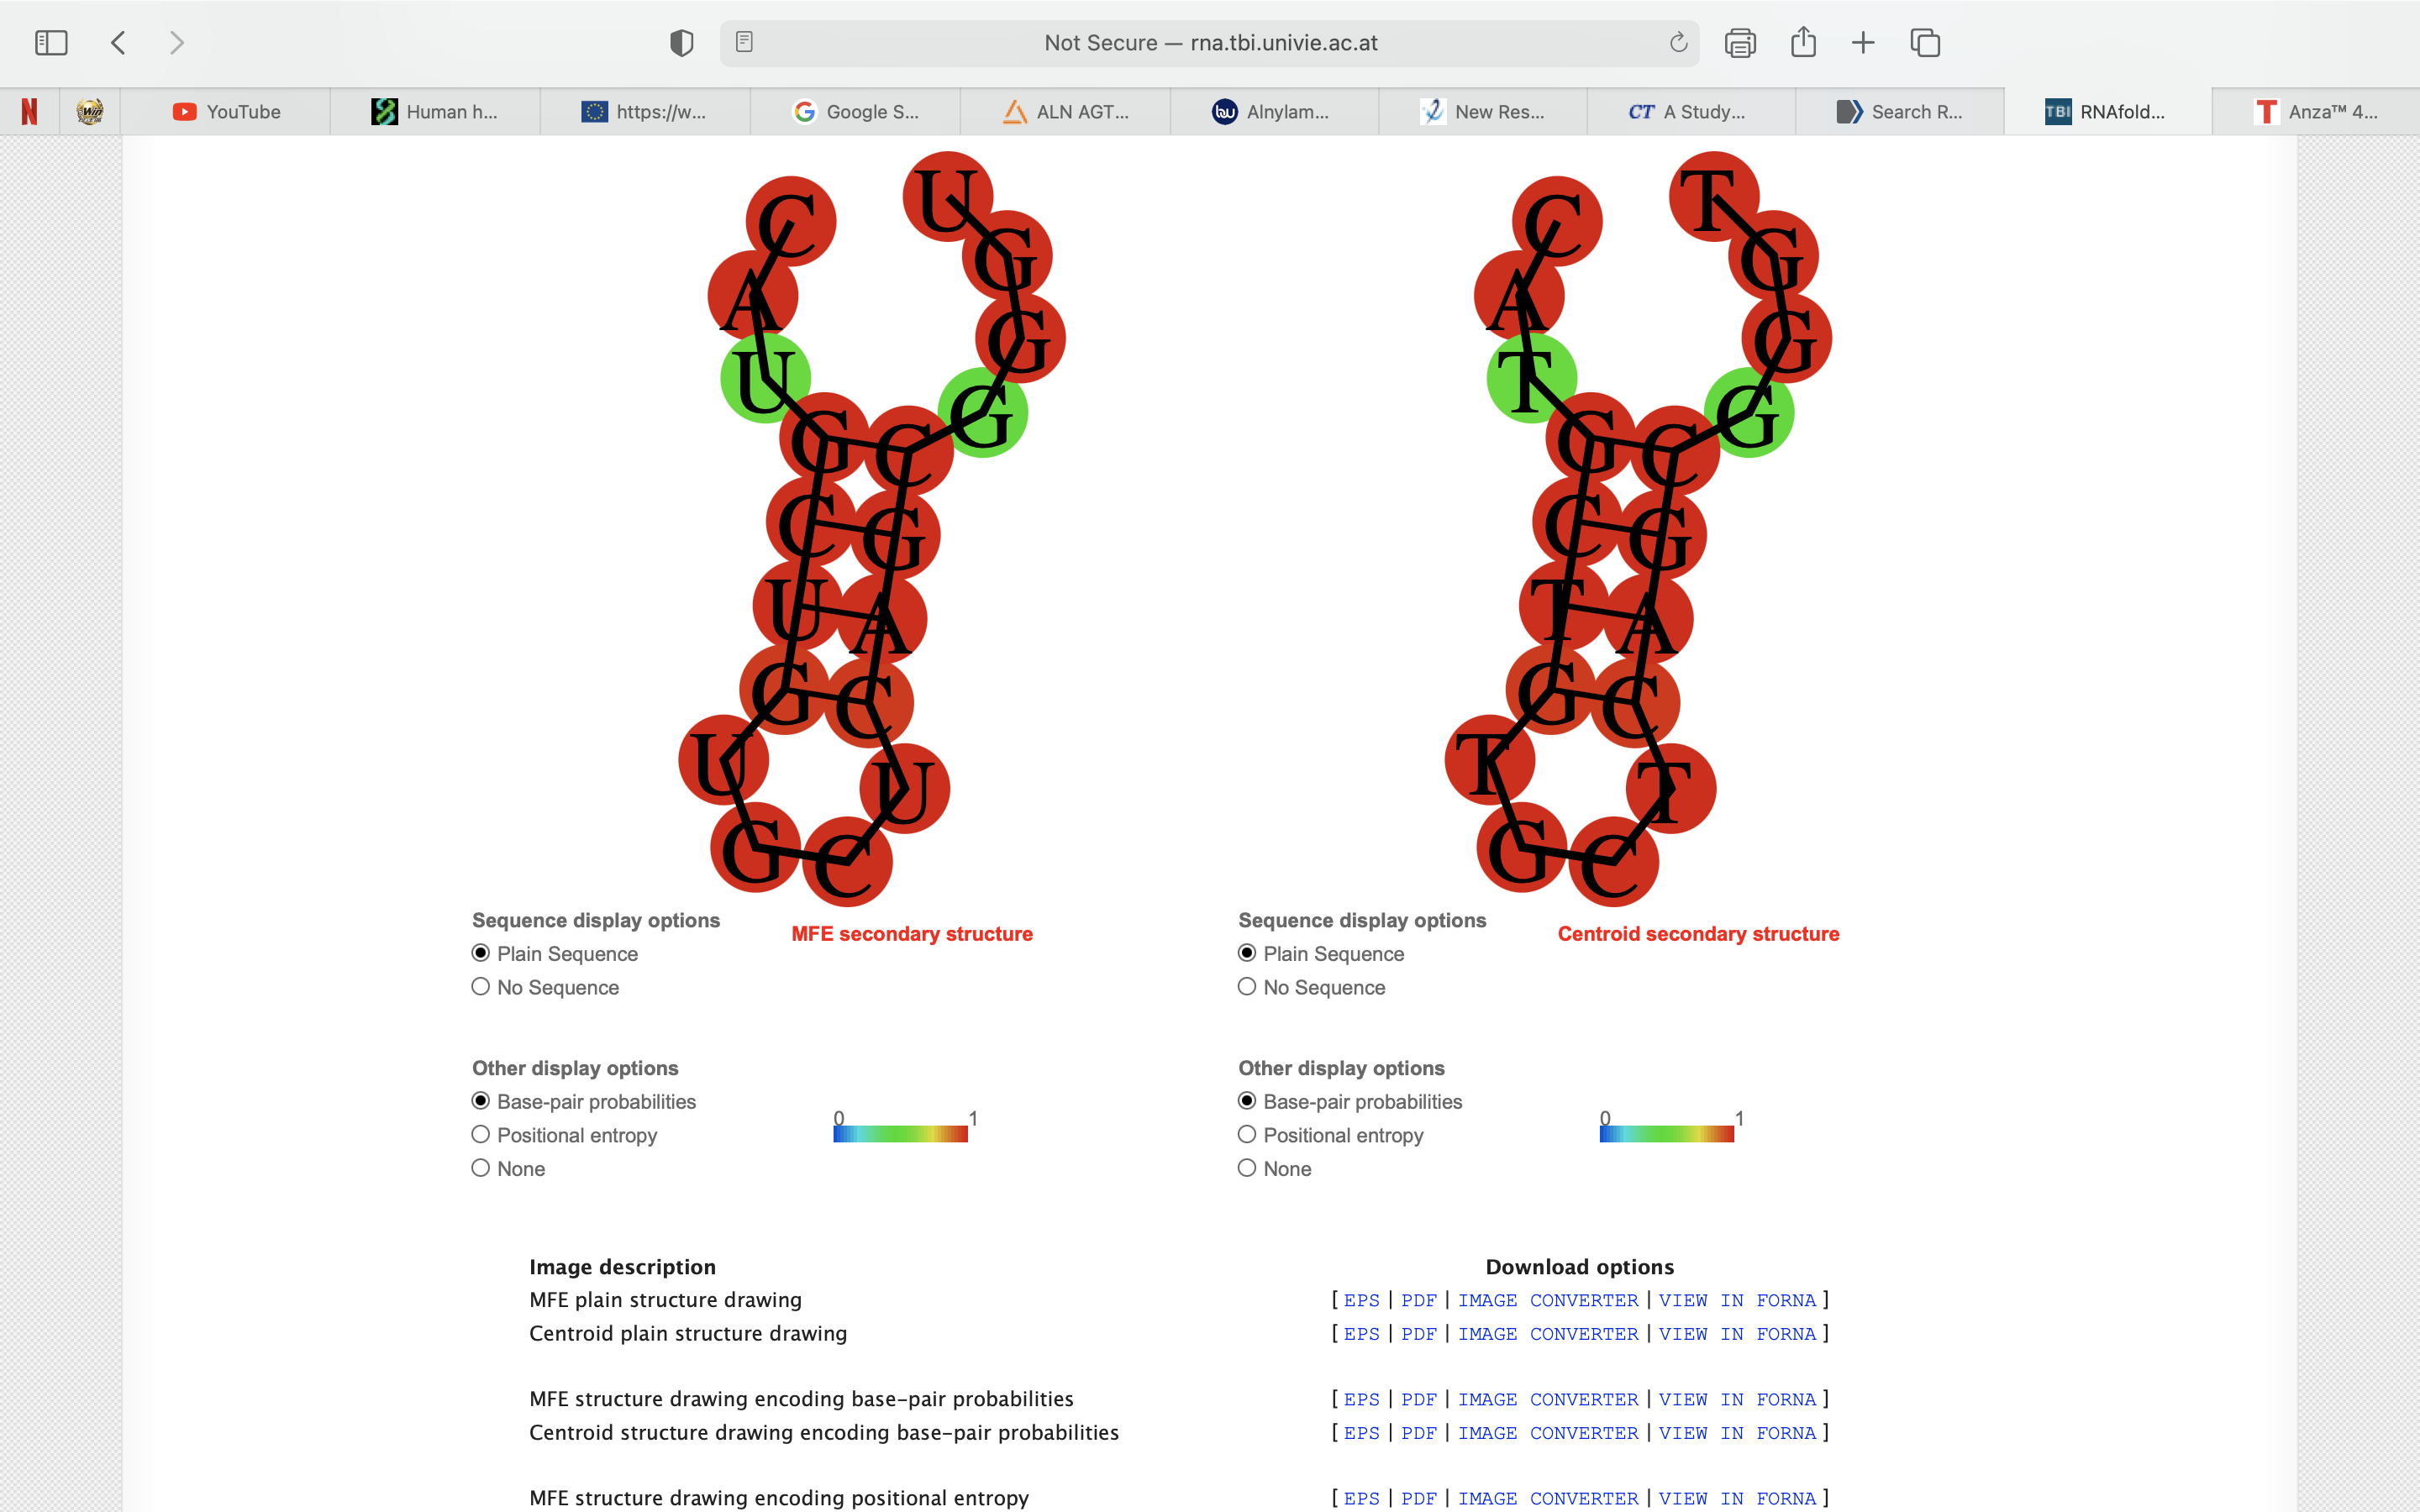 Not Secure — rna.tbi.univie.ac.at
N
Win
YouTube
Human h...
https://w...
G Google S...
ALN AGT...
bu Alnylam...
New Res...
CT A Study...
Search R...
TBI RNAfold...
T Anza™ 4...
C U C T
A G A G
U G T G
G C G G C G
C G C G
U A T A
G C G C
U U T T
G C G C
Sequence display options
MFE secondary structure
Plain Sequence
No Sequence
Other display options
Base-pair probabilities
0 1
Positional entropy
None
Sequence display options
Centroid secondary structure
Plain Sequence
No Sequence
Other display options
Base-pair probabilities
0 1
Positional entropy
None
Image description Download options
MFE plain structure drawing [ EPS | PDF | IMAGE CONVERTER | VIEW IN FORNA ]
Centroid plain structure drawing [ EPS | PDF | IMAGE CONVERTER | VIEW IN FORNA ]
MFE structure drawing encoding base–pair probabilities [ EPS | PDF | IMAGE CONVERTER | VIEW IN FORNA ]
Centroid structure drawing encoding base–pair probabilities [ EPS | PDF | IMAGE CONVERTER | VIEW IN FORNA ]
MFE structure drawing encoding positional entropy [ EPS | PDF | IMAGE CONVERTER | VIEW IN FORNA ]